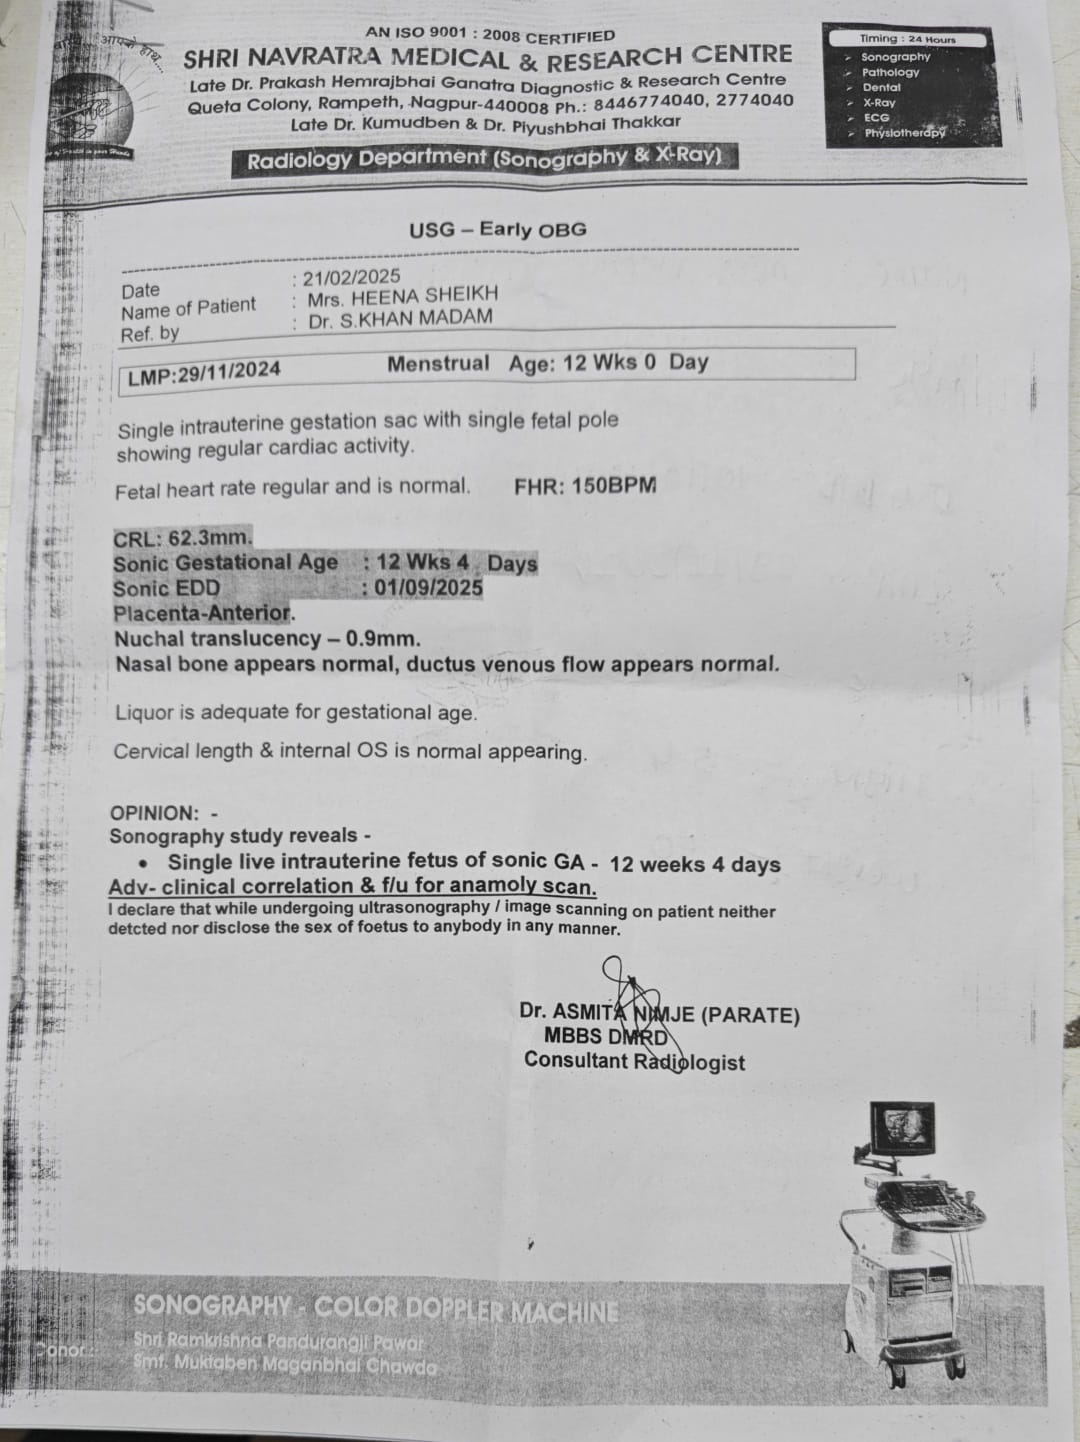 आपके हाथ....
AN ISO 9001 : 2008 CERTIFIED
SHRI NAVRATRA MEDICAL & RESEARCH CENTRE
Late Dr. Prakash Hemrajbhai Ganatra Diagnostic & Research Centre
Queta Colony, Rampeth, Nagpur-440008 Ph.: 8446774040, 2774040
Late Dr. Kumudben & Dr. Piyushbhai Thakkar
Radiology Department (Sonography & X-Ray)
Timing : 24 Hours
➢ Sonography
➢ Pathology
➢ Dental
➢ X-Ray
➢ ECG
➢ Physiotherapy
USG – Early OBG
Date : 21/02/2025
Name of Patient : Mrs. HEENA SHEIKH
Ref. by : Dr. S.KHAN MADAM
LMP:29/11/2024 Menstrual Age: 12 Wks 0 Day
Single intrauterine gestation sac with single fetal pole
showing regular cardiac activity.
Fetal heart rate regular and is normal. FHR: 150BPM
CRL: 62.3mm.
Sonic Gestational Age : 12 Wks 4 Days
Sonic EDD : 01/09/2025
Placenta-Anterior.
Nuchal translucency – 0.9mm.
Nasal bone appears normal, ductus venous flow appears normal.
Liquor is adequate for gestational age.
Cervical length & internal OS is normal appearing.
OPINION: -
Sonography study reveals -
• Single live intrauterine fetus of sonic GA - 12 weeks 4 days
Adv- clinical correlation & f/u for anamoly scan.
I declare that while undergoing ultrasonography / image scanning on patient neither
detcted nor disclose the sex of foetus to anybody in any manner.
Dr. ASMITA NIMJE (PARATE)
MBBS DMRD
Consultant Radiologist
SONOGRAPHY - COLOR DOPPLER MACHINE
Donor :- Shri Ramkrishna Pandurangji Pawar
Smt. Muktaben Maganbhai Chawda